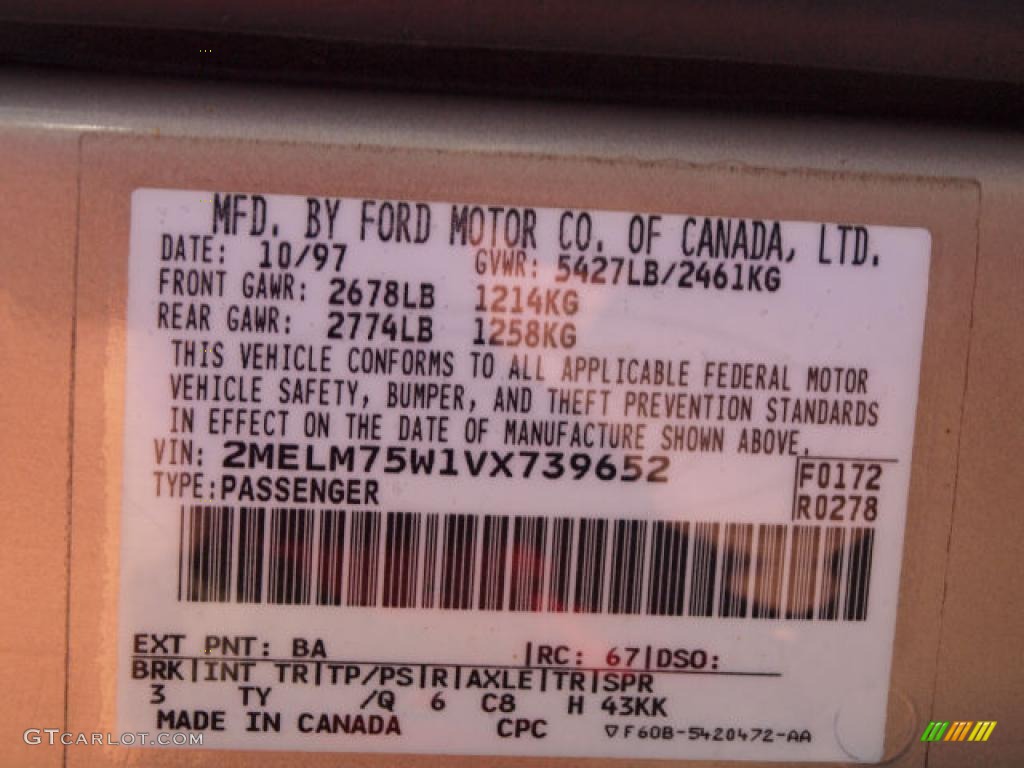 MFD. BY FORD MOTOR CO. OF CANADA, LTD.
DATE: 10/97 GVWR: 5427LB/2461KG
FRONT GAWR: 2678LB 1214KG
REAR GAWR: 2774LB 1258KG
THIS VEHICLE CONFORMS TO ALL APPLICABLE FEDERAL MOTOR
VEHICLE SAFETY, BUMPER, AND THEFT PREVENTION STANDARDS
IN EFFECT ON THE DATE OF MANUFACTURE SHOWN ABOVE.
VIN: 2MELM75W1VX739652
F0172
TYPE:PASSENGER
R0278
EXT PNT: BA |RC: 67|DSO:
BRK|INT TR|TP/PS|R|AXLE|TR|SPR
3 TY /Q 6 C8 H 43KK
MADE IN CANADA CPC ▽F60B-5420472-AA
GTCARLOT.COM